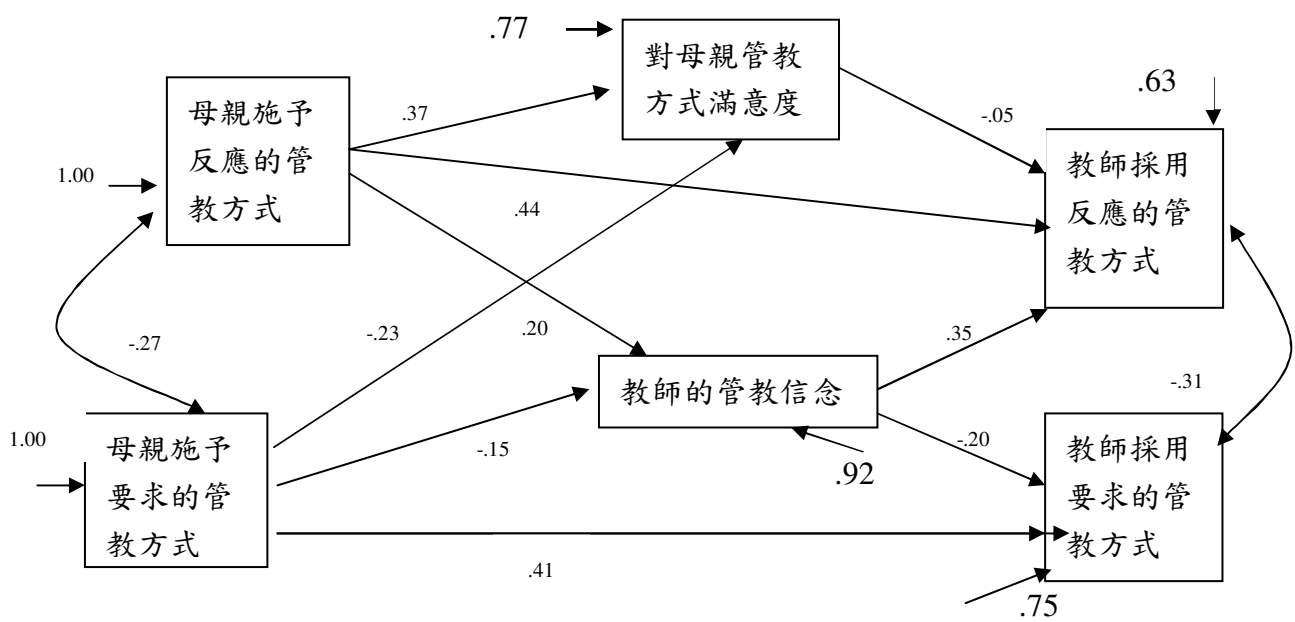 .77
對母親管教
方式滿意度
.63
母親施予
反應的管
教方式
.37
-.05
1.00
教師採用
反應的管
教方式
.44
-.27
-.23
.20
.35
教師的管教信念
-.31
1.00
母親施予
要求的管
教方式
-.15
.92
-.20
教師採用
要求的管
教方式
.41
.75